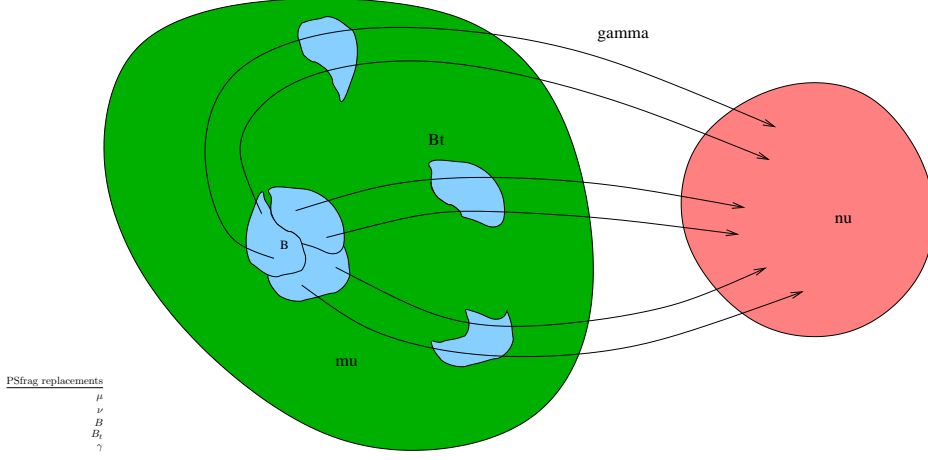 gamma
Bt
nu
B
mu
PSfrag replacements
μ
ν
B
B_t
γ